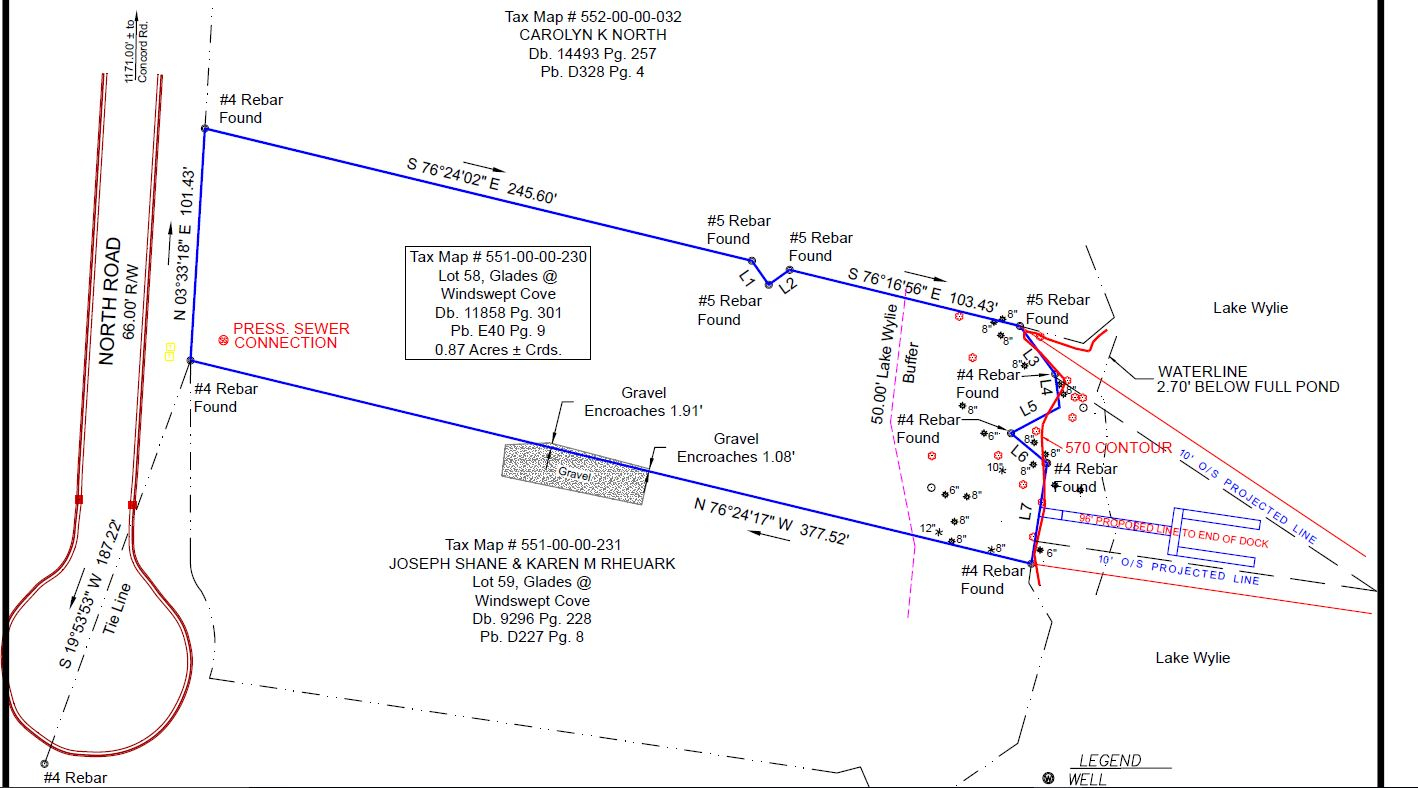 Tax Map # 552-00-00-032
CAROLYN K NORTH
Db. 14493 Pg. 257
Pb. D328 Pg. 4
1171.00' ± to
Concord Rd.
#4 Rebar
Found
S 76°24'02" E 245.60'
N 03°33'18" E 101.43'
NORTH ROAD
66.00' R/W
#5 Rebar
Found
#5 Rebar
Found
L1
L2
#5 Rebar
Found
S 76°16'56" E 103.43'
#5 Rebar
Found
Lake Wylie
Tax Map # 551-00-00-230
Lot 58, Glades @
Windswept Cove
Db. 11858 Pg. 301
Pb. E40 Pg. 9
0.87 Acres ± Crds.
PRESS. SEWER
CONNECTION
50.00' Lake Wylie
Buffer
8"
8"
8"
8"
L3
#4 Rebar
Found
L4
8"
WATERLINE
2.70' BELOW FULL POND
#4 Rebar
Found
Gravel
Encroaches 1.91'
8"
L5
#4 Rebar
Found
6"
8"
Gravel
Encroaches 1.08'
L6
8"
570 CONTOUR
10' O/S PROJECTED LINE
Gravel
10"
8"
#4 Rebar
Found
6"
8"
N 76°24'17" W 377.52'
L7
96' PROPOSED LINE TO END OF DOCK
8"
12"
8"
8"
6"
10' O/S PROJECTED LINE
#4 Rebar
Found
Tax Map # 551-00-00-231
JOSEPH SHANE & KAREN M RHEUARK
Lot 59, Glades @
Windswept Cove
Db. 9296 Pg. 228
Pb. D227 Pg. 8
S 19°53'53" W 187.22'
Tie Line
Lake Wylie
#4 Rebar
LEGEND
W WELL